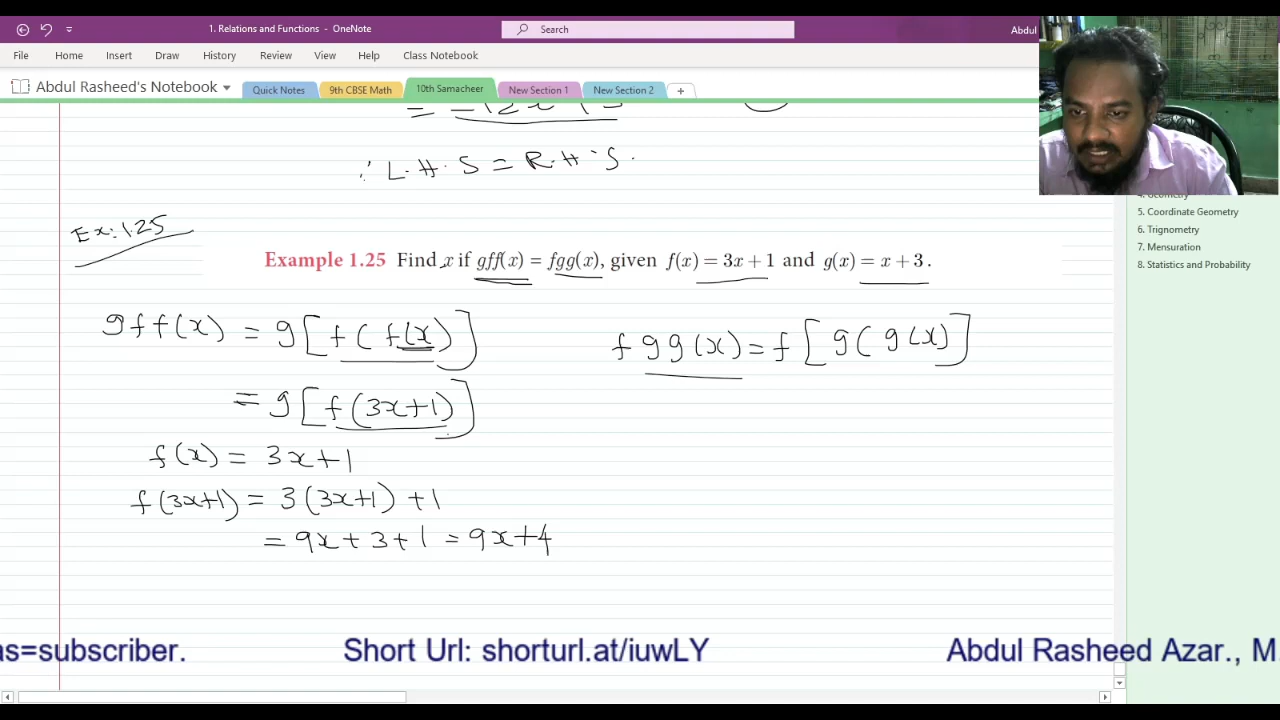 1. Relations and Functions - OneNote
Search
Abdul
File Home Insert Draw History Review View Help Class Notebook
Abdul Rasheed's Notebook
Quick Notes
9th CBSE Math
10th Samacheer
New Section 1
New Section 2
∴ L.H.S = R.H.S.
Ex: 1.25
Example 1.25 Find x if gff(x) = fgg(x), given f(x) = 3x + 1 and g(x) = x + 3.
gff(x) = g[f(f(x))]
= g[f(3x+1)]
f(x) = 3x+1
f(3x+1) = 3(3x+1)+1
= 9x+3+1 = 9x+4
fgg(x) = f[g(g(x)]
5. Coordinate Geometry
6. Trignometry
7. Mensuration
8. Statistics and Probability
as=subscriber. Short Url: shorturl.at/iuwLY Abdul Rasheed Azar., M.